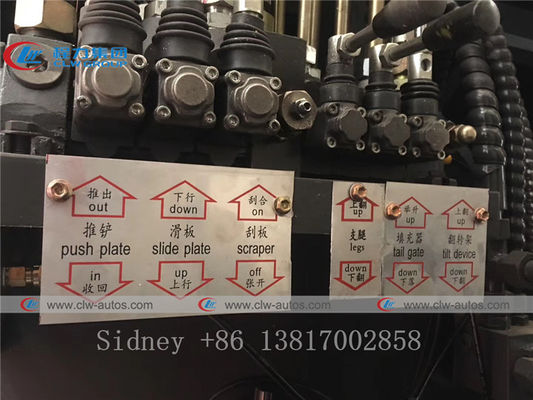 CLW 程力集团
CLW GROUP
推出
out
推铲
push plate
in
收回
下行
down
滑板
slide plate
up
上行
刮合
on
刮板
scraper
off
张开
上翻
up
支腿
legs
down
下翻
举升
up
填充器
tail gate
down
下落
上翻
up
翻转架
tilt device
down
下翻
www.clw-autos.com
www.clw-autos.com
www.clw-autos.com
Sidney +86 13817002858